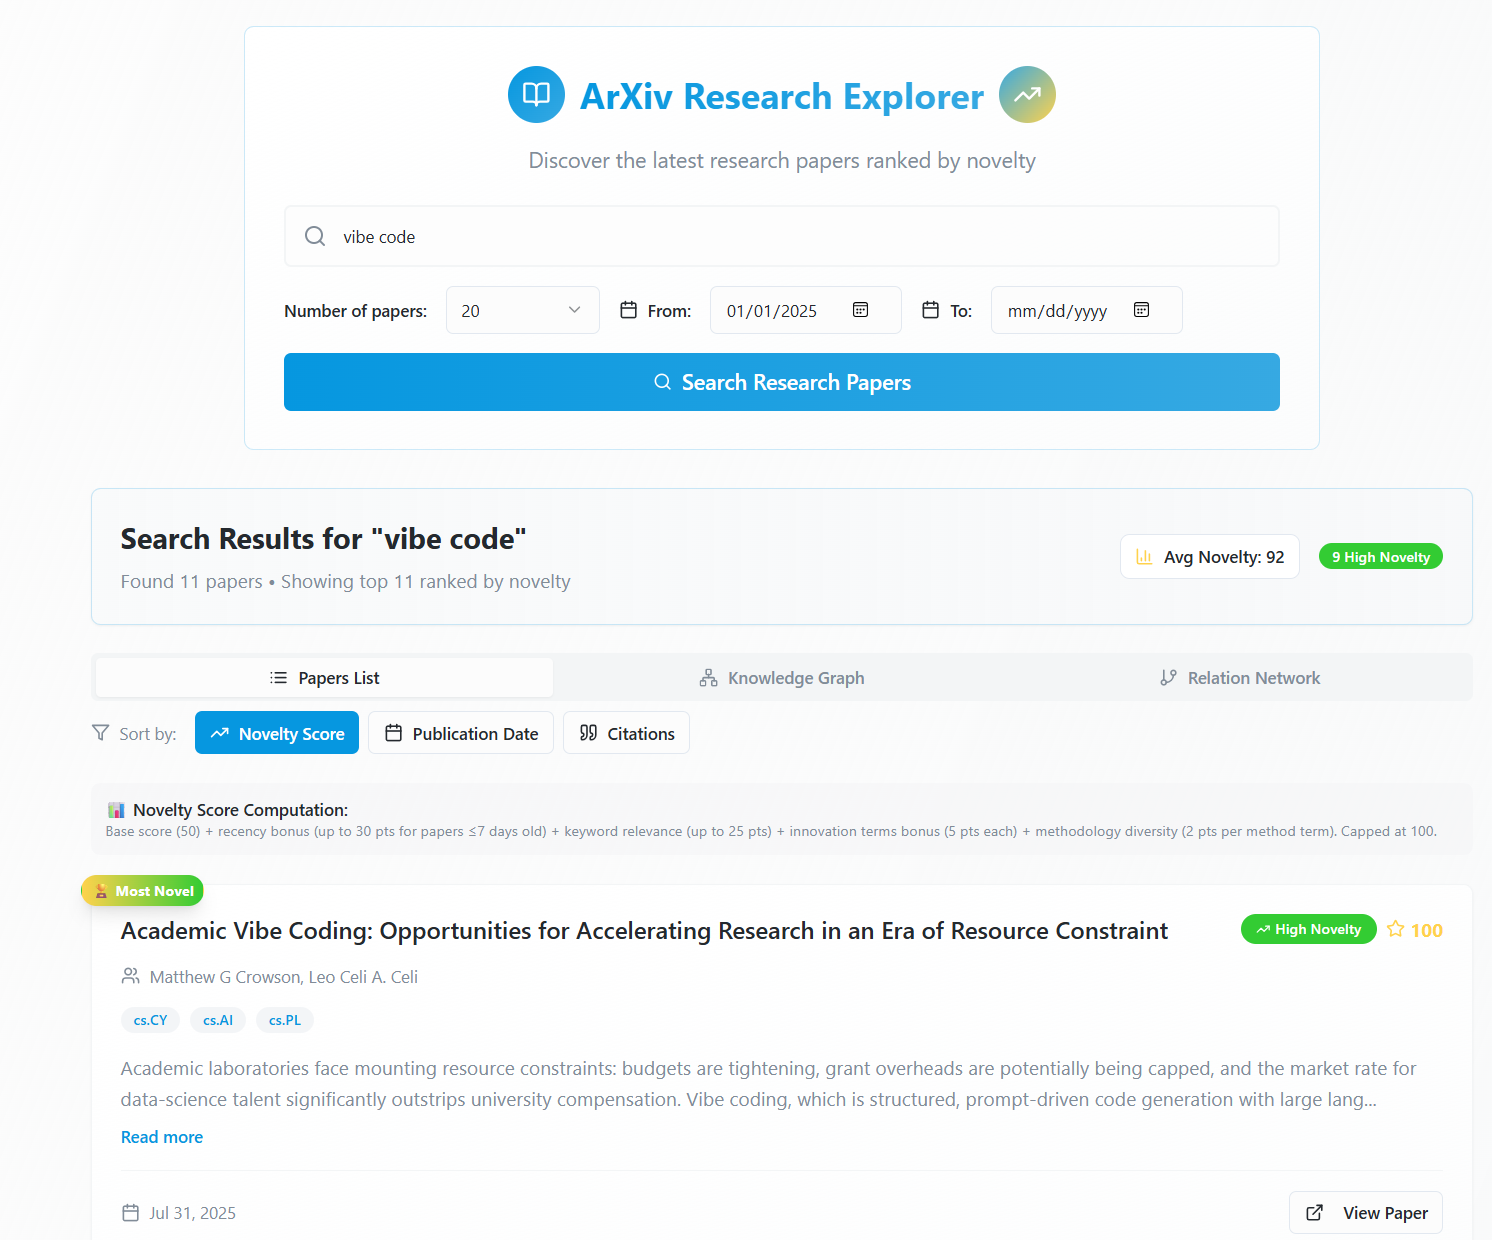 ArXiv Research Explorer
Discover the latest research papers ranked by novelty
vibe code
Number of papers: 20 From: 01/01/2025 To: mm/dd/yyyy
Search Research Papers
Search Results for "vibe code"
Found 11 papers • Showing top 11 ranked by novelty
Avg Novelty: 92 9 High Novelty
Papers List Knowledge Graph Relation Network
Sort by: Novelty Score Publication Date Citations
Novelty Score Computation:
Base score (50) + recency bonus (up to 30 pts for papers ≤7 days old) + keyword relevance (up to 25 pts) + innovation terms bonus (5 pts each) + methodology diversity (2 pts per method term). Capped at 100.
Most Novel
Academic Vibe Coding: Opportunities for Accelerating Research in an Era of Resource Constraint High Novelty 100
Matthew G Crowson, Leo Celi A. Celi
cs.CY cs.AI cs.PL
Academic laboratories face mounting resource constraints: budgets are tightening, grant overheads are potentially being capped, and the market rate for
data-science talent significantly outstrips university compensation. Vibe coding, which is structured, prompt-driven code generation with large lang...
Read more
Jul 31, 2025 View Paper